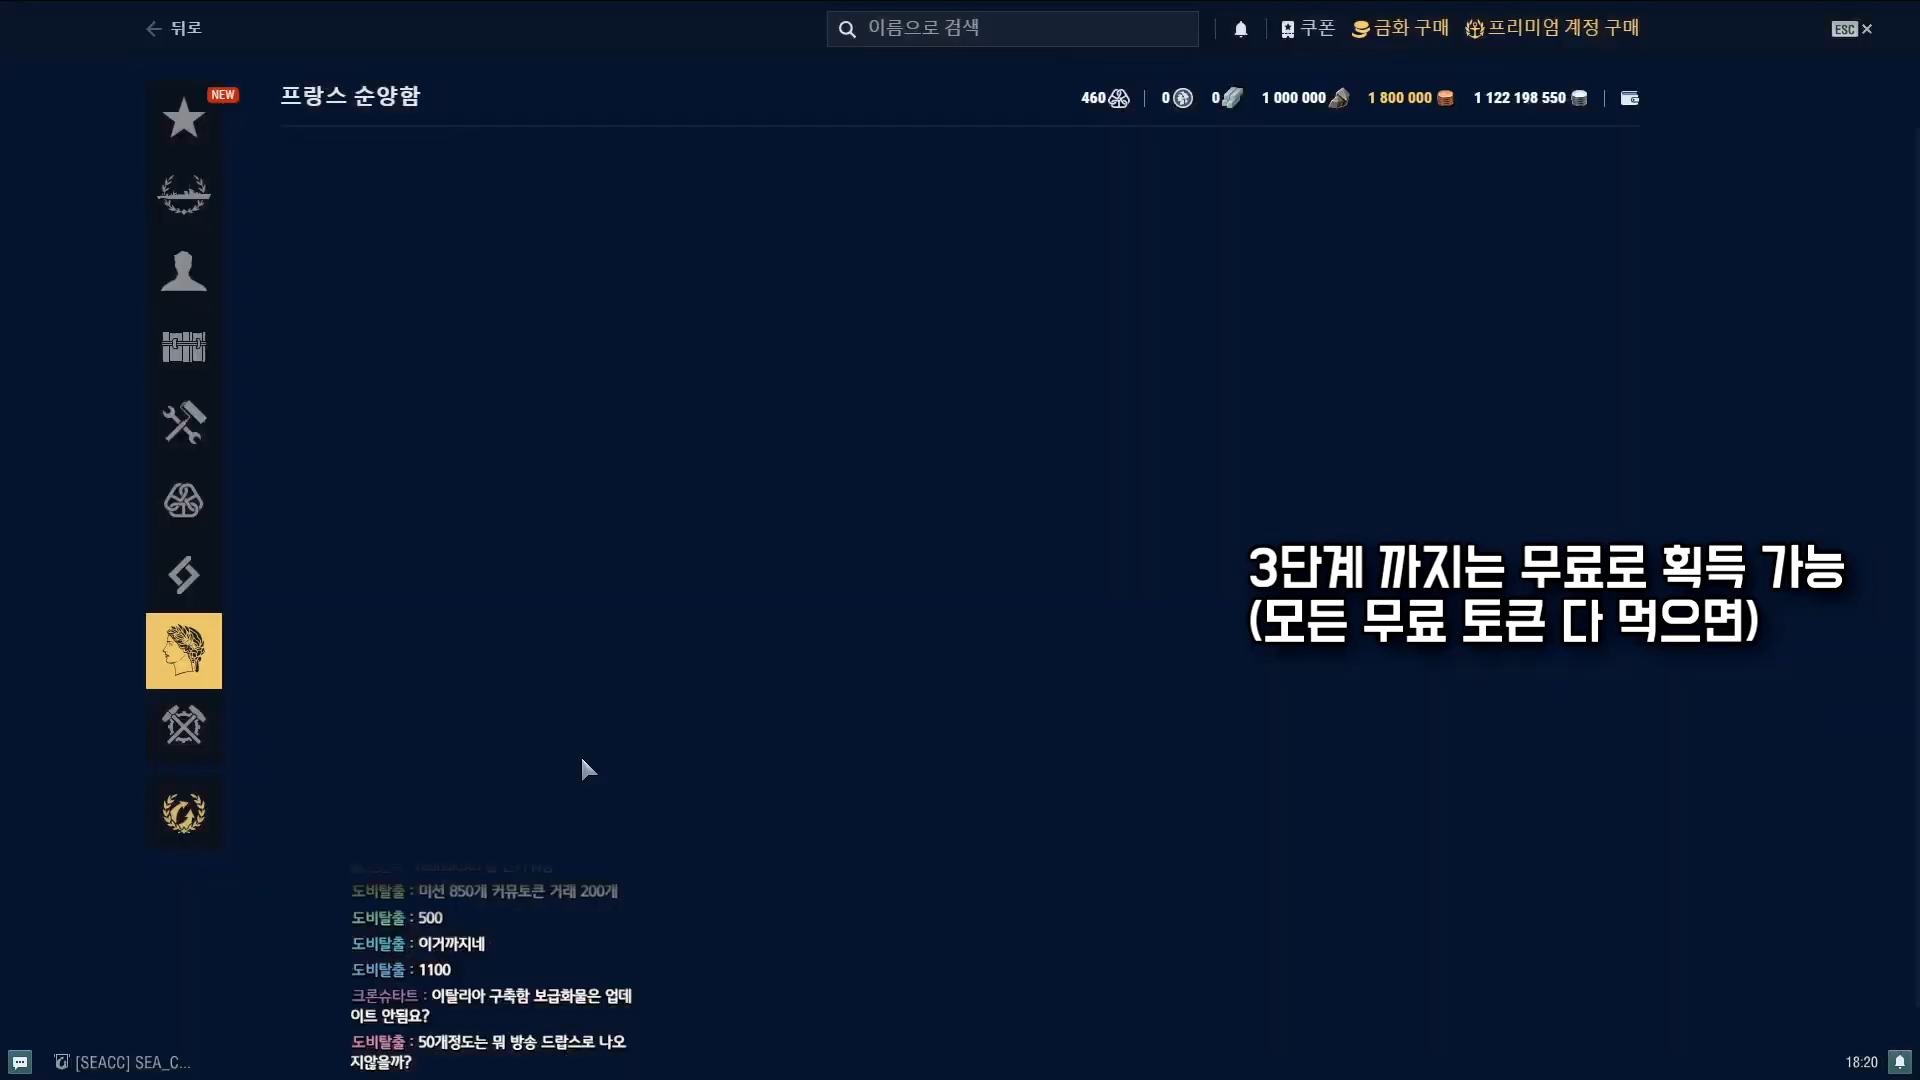 뒤로
이름으로 검색
쿠폰
금화 구매
프리미엄 계정 구매
ESC
NEW
프랑스 순양함
460
0
0
1 000 000
1 800 000
1 122 198 550
3단계 까지는 무료로 획득 가능
(모든 무료 토큰 다 먹으면)
도비탈출 : 미션 850개 커뮤토큰 거래 200개
도비탈출 : 500
도비탈출 : 이거까지네
도비탈출 : 1100
크론슈타트 : 이탈리아 구축함 보급화물은 업데
이트 안됨요?
도비탈출 : 50개정도는 뭐 방송 드랍스로 나오
지않을까?
[SEACC] SEA_C...
18:20